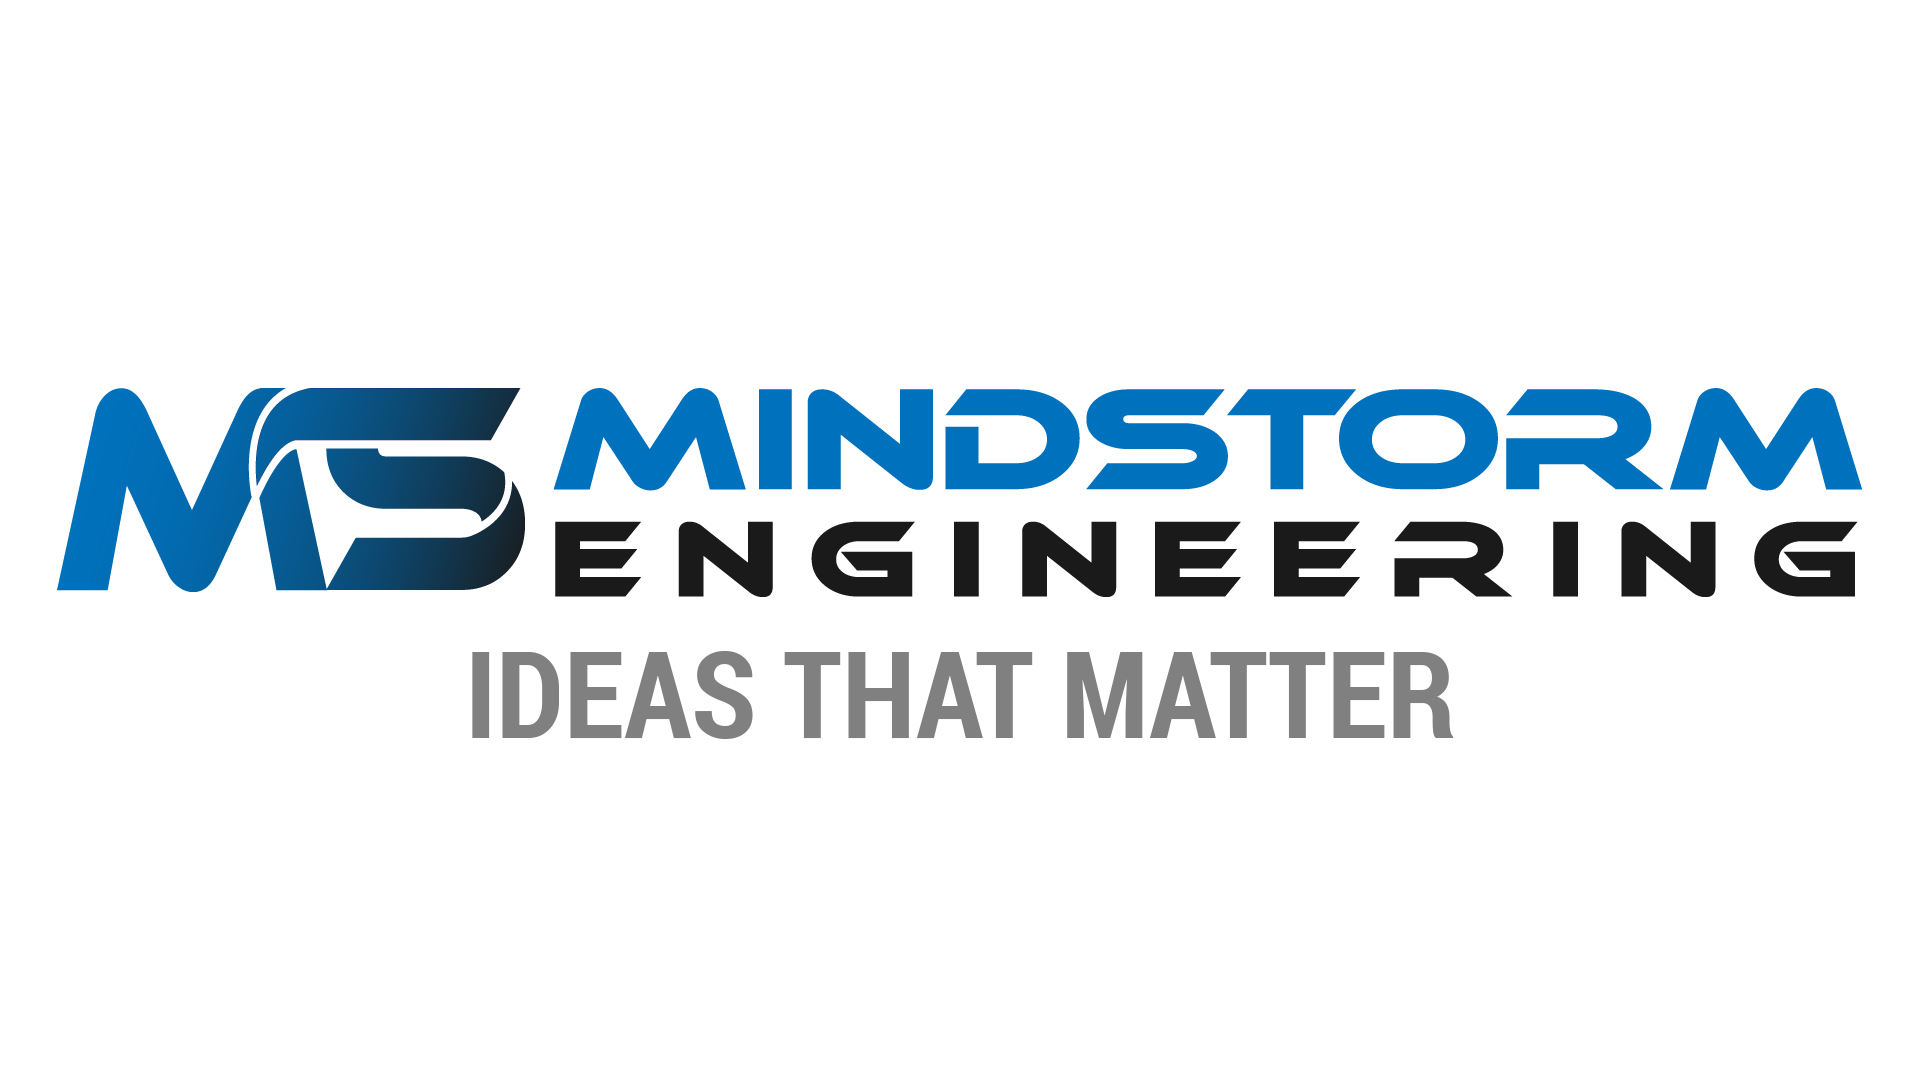 MS
MINDSTORM
ENGINEERING
IDEAS THAT MATTER